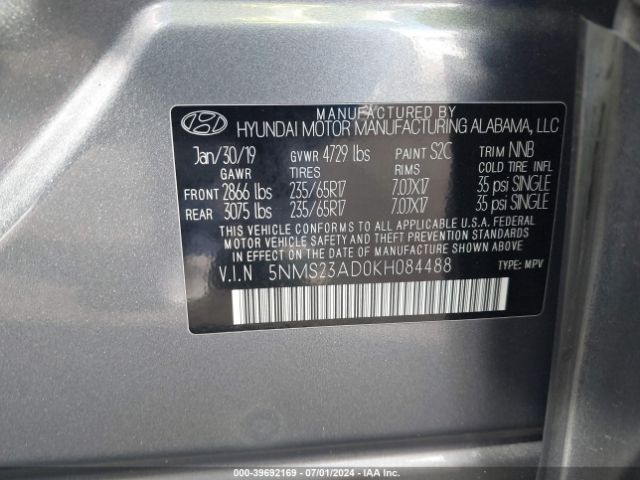 MANUFACTURED BY
HYUNDAI MOTOR MANUFACTURING ALABAMA, LLC
Jan/30/19 GVWR 4729 lbs PAINT S2C TRIM NNB
GAWR TIRES RIMS COLD TIRE INFL
FRONT 2866 lbs 235/65R17 7.0JX17 35 psi SINGLE
REAR 3075 lbs 235/65R17 7.0JX17 35 psi SINGLE
THIS VEHICLE CONFORMS TO ALL APPLICABLE U.S.A. FEDERAL
MOTOR VEHICLE SAFETY, BUMPER, AND THEFT PREVENTION
STANDARDS IN EFFECT ON THE DATE OF MANUFACTURE SHOWN ABOVE.
V.I.N 5NMS23AD0KH084488
TYPE: MPV
000-39692169 | 07/01/2024 | IAA Inc. (C)